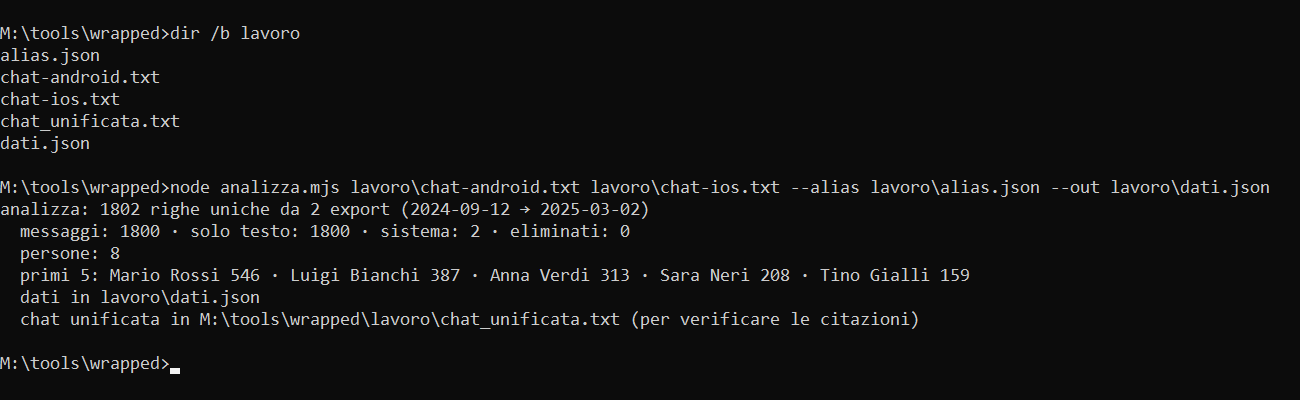 M:\tools\wrapped>dir /b lavoro
alias.json
chat-android.txt
chat-ios.txt
chat_unificata.txt
dati.json
M:\tools\wrapped>node analizza.mjs lavoro\chat-android.txt lavoro\chat-ios.txt --alias lavoro\alias.json --out lavoro\dati.json
analizza: 1802 righe uniche da 2 export (2024-09-12 → 2025-03-02)
  messaggi: 1800 · solo testo: 1800 · sistema: 2 · eliminati: 0
  persone: 8
  primi 5: Mario Rossi 546 · Luigi Bianchi 387 · Anna Verdi 313 · Sara Neri 208 · Tino Gialli 159
  dati in lavoro\dati.json
  chat unificata in M:\tools\wrapped\lavoro\chat_unificata.txt (per verificare le citazioni)
M:\tools\wrapped>